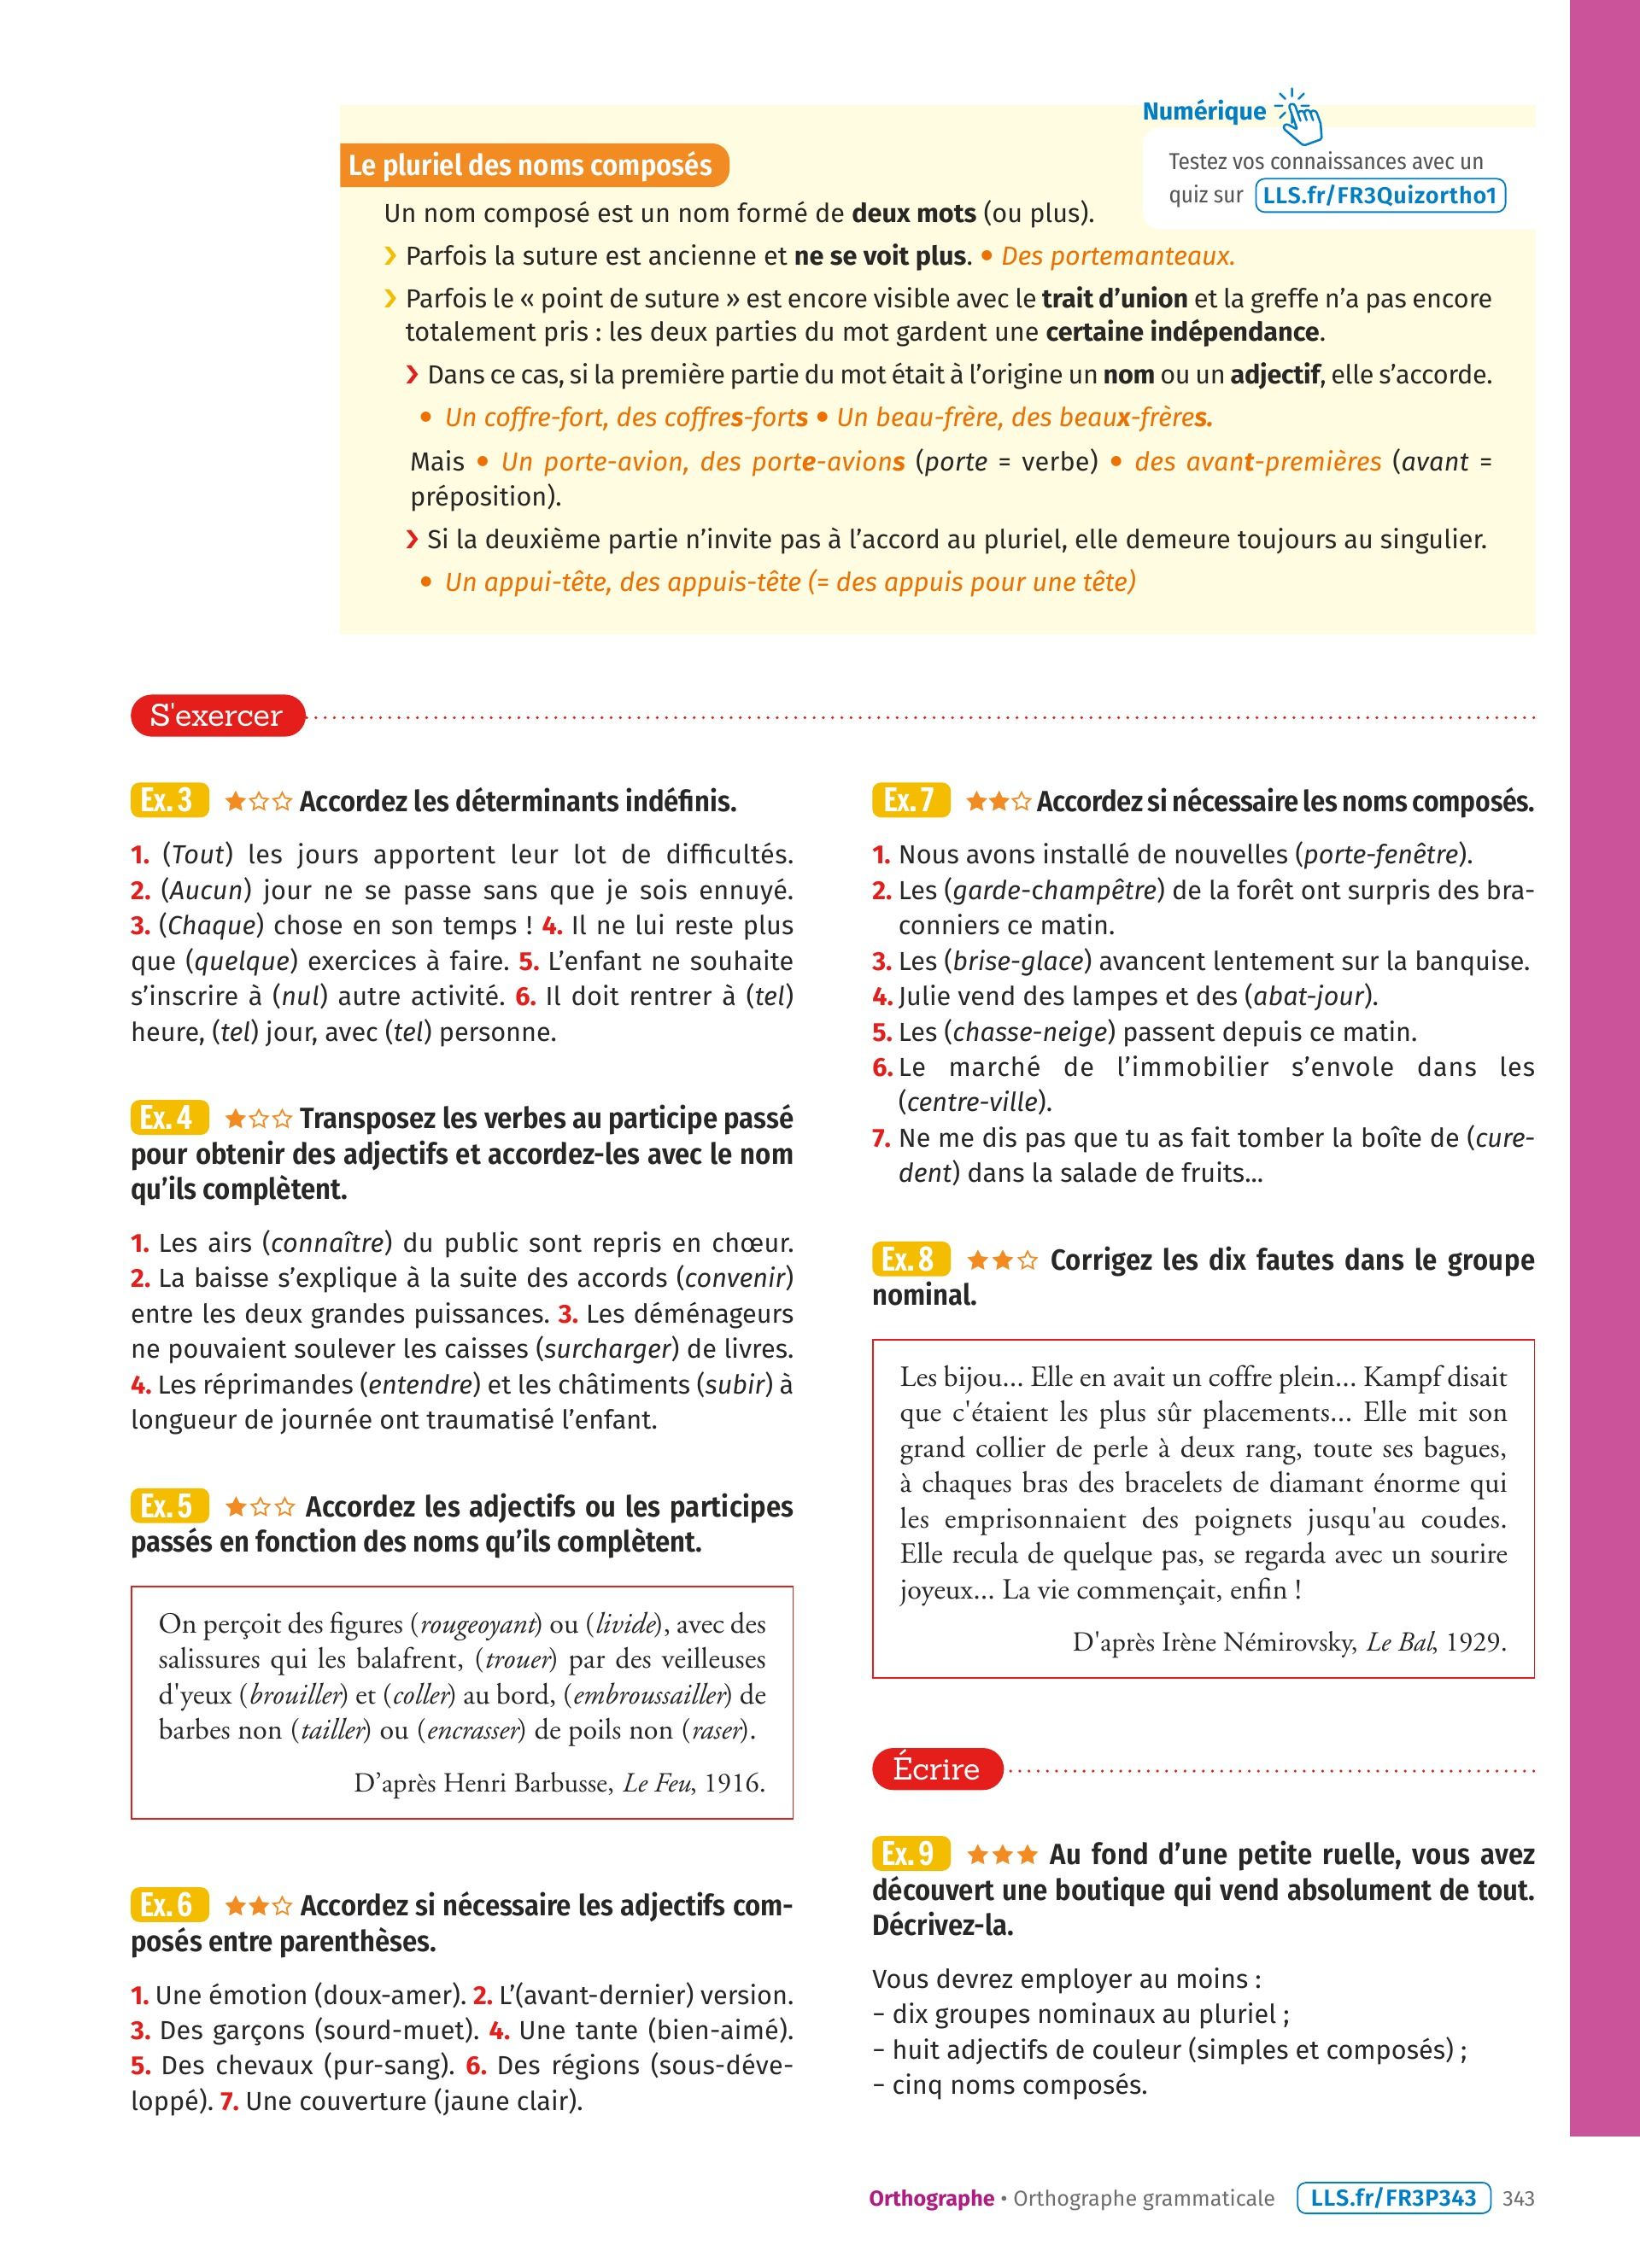 Numérique
Testez vos connaissances avec un
quiz sur LLS.fr/FR3Quizortho1
Le pluriel des noms composés
Un nom composé est un nom formé de deux mots (ou plus).
› Parfois la suture est ancienne et ne se voit plus. • Des portemanteaux.
› Parfois le « point de suture » est encore visible avec le trait d’union et la greffe n’a pas encore
totalement pris : les deux parties du mot gardent une certaine indépendance.
› Dans ce cas, si la première partie du mot était à l’origine un nom ou un adjectif, elle s’accorde.
• Un coffre-fort, des coffres-forts • Un beau-frère, des beaux-frères.
Mais • Un porte-avion, des porte-avions (porte = verbe) • des avant-premières (avant =
préposition).
› Si la deuxième partie n’invite pas à l’accord au pluriel, elle demeure toujours au singulier.
• Un appui-tête, des appuis-tête (= des appuis pour une tête)
S'exercer
Ex. 3 ★☆☆ Accordez les déterminants indéfinis.
1. (Tout) les jours apportent leur lot de difficultés.
2. (Aucun) jour ne se passe sans que je sois ennuyé.
3. (Chaque) chose en son temps ! 4. Il ne lui reste plus
que (quelque) exercices à faire. 5. L’enfant ne souhaite
s’inscrire à (nul) autre activité. 6. Il doit rentrer à (tel)
heure, (tel) jour, avec (tel) personne.
Ex. 4 ★☆☆ Transposez les verbes au participe passé
pour obtenir des adjectifs et accordez-les avec le nom
qu’ils complètent.
1. Les airs (connaître) du public sont repris en chœur.
2. La baisse s’explique à la suite des accords (convenir)
entre les deux grandes puissances. 3. Les déménageurs
ne pouvaient soulever les caisses (surcharger) de livres.
4. Les réprimandes (entendre) et les châtiments (subir) à
longueur de journée ont traumatisé l’enfant.
Ex. 5 ★☆☆ Accordez les adjectifs ou les participes
passés en fonction des noms qu’ils complètent.
On perçoit des figures (rougeoyant) ou (livide), avec des
salissures qui les balafrent, (trouer) par des veilleuses
d'yeux (brouiller) et (coller) au bord, (embroussailler) de
barbes non (tailler) ou (encrasser) de poils non (raser).
D’après Henri Barbusse, Le Feu, 1916.
Ex. 6 ★★☆ Accordez si nécessaire les adjectifs com-
posés entre parenthèses.
1. Une émotion (doux-amer). 2. L’(avant-dernier) version.
3. Des garçons (sourd-muet). 4. Une tante (bien-aimé).
5. Des chevaux (pur-sang). 6. Des régions (sous-déve-
loppé). 7. Une couverture (jaune clair).
Ex. 7 ★★☆ Accordez si nécessaire les noms composés.
1. Nous avons installé de nouvelles (porte-fenêtre).
2. Les (garde-champêtre) de la forêt ont surpris des bra-
conniers ce matin.
3. Les (brise-glace) avancent lentement sur la banquise.
4. Julie vend des lampes et des (abat-jour).
5. Les (chasse-neige) passent depuis ce matin.
6. Le marché de l’immobilier s’envole dans les
(centre-ville).
7. Ne me dis pas que tu as fait tomber la boîte de (cure-
dent) dans la salade de fruits…
Ex. 8 ★★☆ Corrigez les dix fautes dans le groupe
nominal.
Les bijou... Elle en avait un coffre plein... Kampf disait
que c'étaient les plus sûr placements... Elle mit son
grand collier de perle à deux rang, toute ses bagues,
à chaques bras des bracelets de diamant énorme qui
les emprisonnaient des poignets jusqu'au coudes.
Elle recula de quelque pas, se regarda avec un sourire
joyeux... La vie commençait, enfin !
D'après Irène Némirovsky, Le Bal, 1929.
Écrire
Ex. 9 ★★★ Au fond d’une petite ruelle, vous avez
découvert une boutique qui vend absolument de tout.
Décrivez-la.
Vous devrez employer au moins :
– dix groupes nominaux au pluriel ;
– huit adjectifs de couleur (simples et composés) ;
– cinq noms composés.
Orthographe • Orthographe grammaticale LLS.fr/FR3P343 343